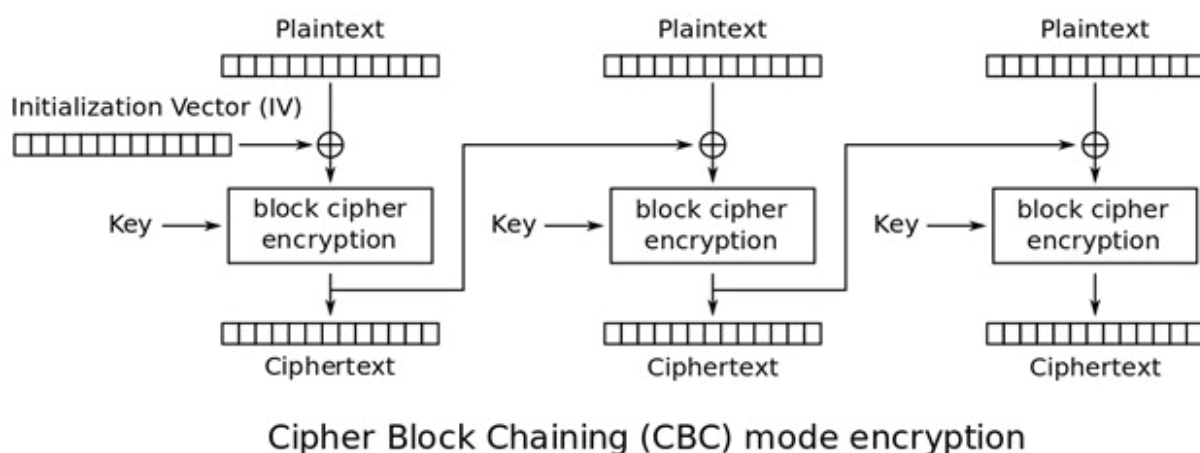 Plaintext
Plaintext
Plaintext
Initialization Vector (IV)
Key
block cipher
encryption
Key
block cipher
encryption
Key
block cipher
encryption
Ciphertext
Ciphertext
Ciphertext
Cipher Block Chaining (CBC) mode encryption